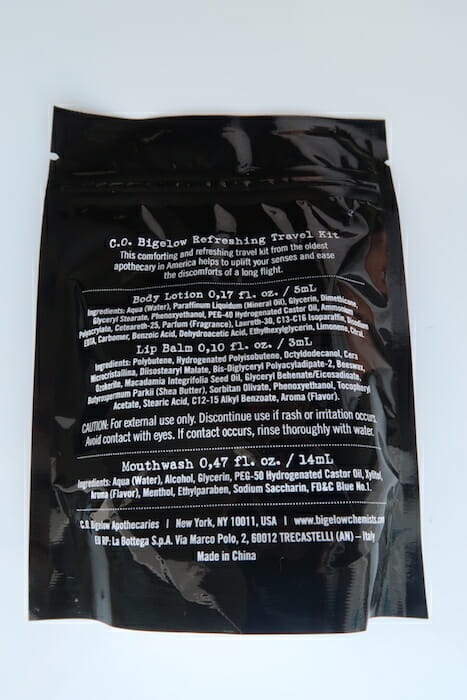 C.O. Bigelow Refreshing Travel Kit
This comforting and refreshing travel kit from the oldest
apothecary in America helps to uplift your senses and ease
the discomforts of a long flight.
Body Lotion 0,17 fl. oz. / 5mL
Ingredients: Aqua (Water), Paraffinum Liquidum (Mineral Oil), Glycerin, Dimethicone,
Glyceryl Stearate, Phenoxyethanol, PEG-40 Hydrogenated Castor Oil, Ammonium
Polyacrylate, Ceteareth-25, Parfum (Fragrance), Laureth-30, C13-C16 Isoparaffin, Trisodium
EDTA, Carbomer, Benzoic Acid, Dehydroacetic Acid, Ethylhexylglycerin, Limonene, Citral.
Lip Balm 0,10 fl. oz. / 3mL
Ingredients: Polybutene, Hydrogenated Polyisobutene, Octyldodecanol, Cera
Microcristallina, Diisostearyl Malate, Bis-Diglyceryl Polyacyladipate-2, Beeswax,
Ozokerite, Macadamia Integrifolia Seed Oil, Glyceryl Behenate/Eicosadioate,
Butyrospermum Parkii (Shea Butter), Sorbitan Olivate, Phenoxyethanol, Tocopheryl
Acetate, Stearic Acid, C12-15 Alkyl Benzoate, Aroma (Flavor).
CAUTION: For external use only. Discontinue use if rash or irritation occurs.
Avoid contact with eyes. If contact occurs, rinse thoroughly with water.
Mouthwash 0,47 fl. oz. / 14mL
Ingredients: Aqua (Water), Alcohol, Glycerin, PEG-50 Hydrogenated Castor Oil, Xylitol,
Aroma (Flavor), Menthol, Ethylparaben, Sodium Saccharin, FD&C Blue No.1.
C.O. Bigelow Apothecaries | New York, NY 10011, USA | www.bigelowchemists.com
EU RP: La Bottega S.p.A. Via Marco Polo, 2, 60012 TRECASTELLI (AN) – Italy
Made in China